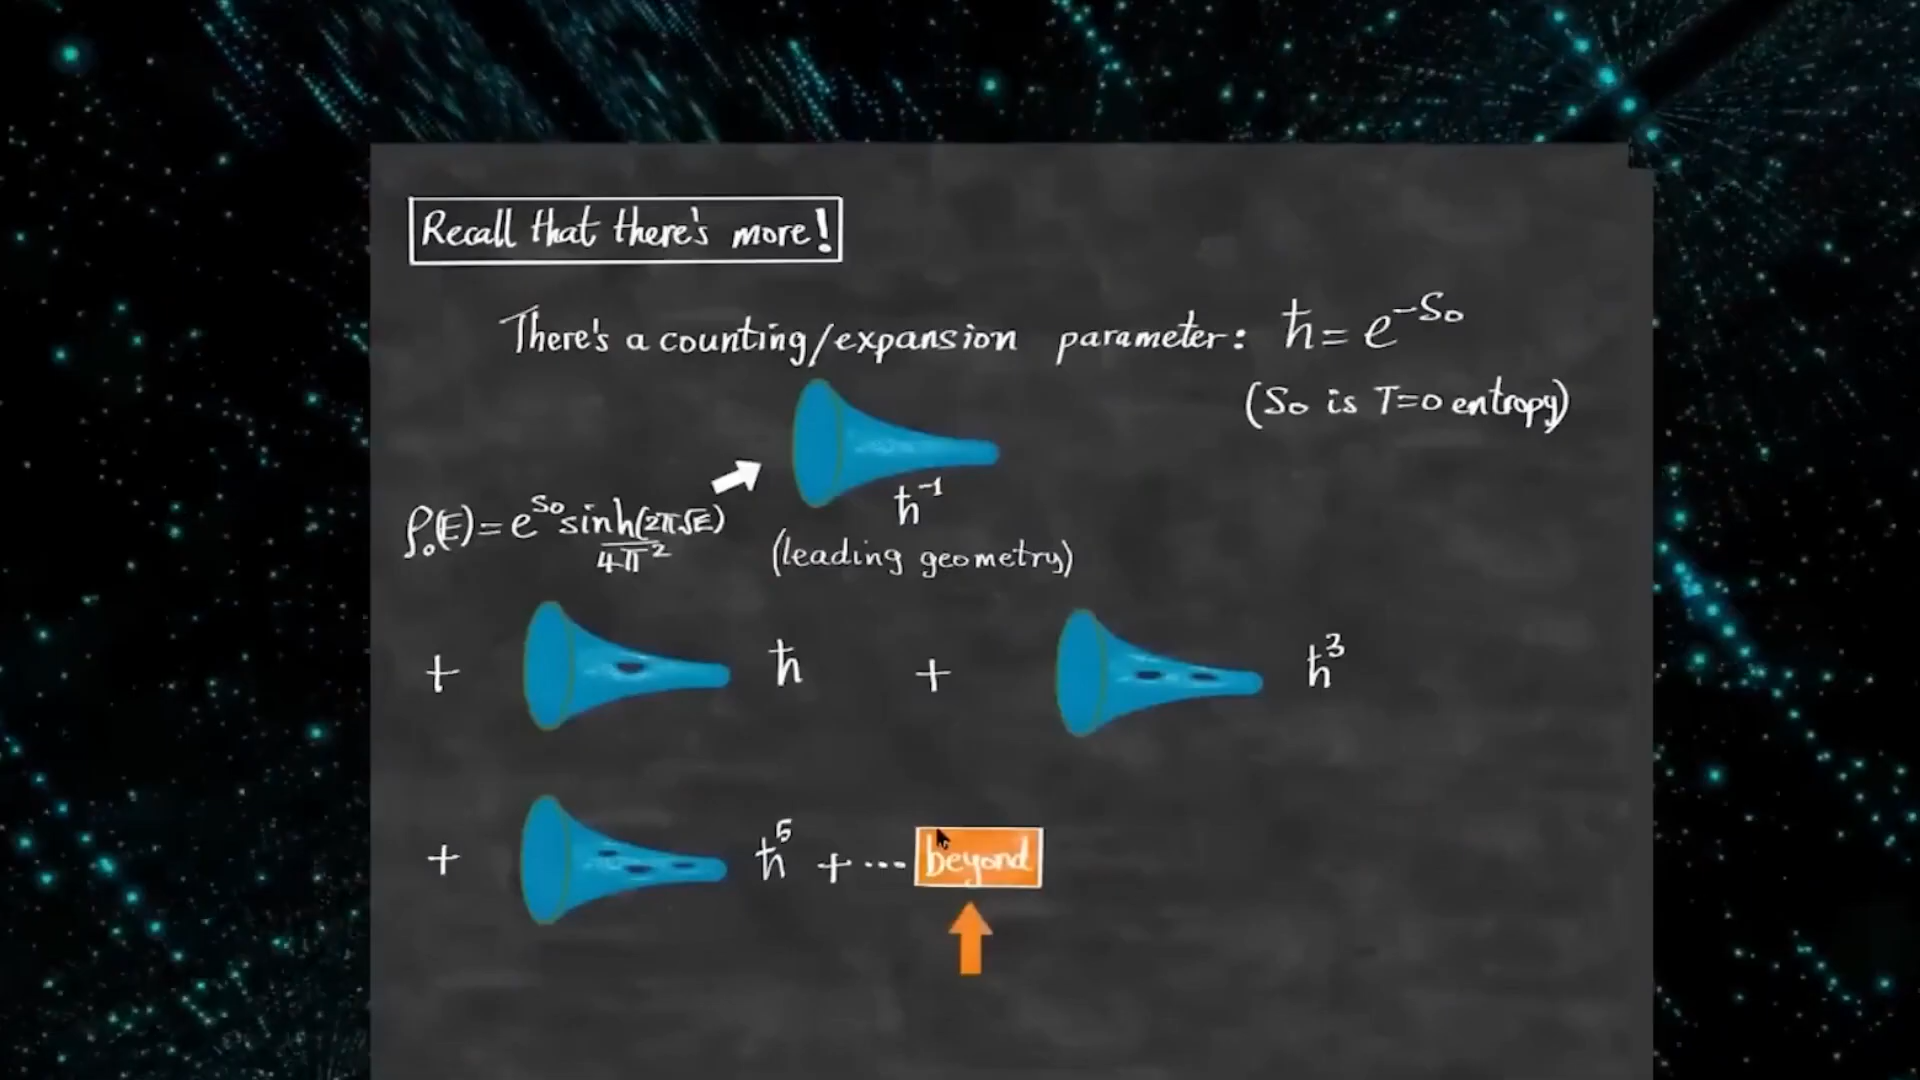 Recall that there's more!
There's a counting/expansion parameter: ħ = e^{-S₀}
(S₀ is T=0 entropy)
ρ₀(E) = e^{S₀} sinh(2π√E) / 4π²
ħ^{-1}
(leading geometry)
+ ħ + ħ³
+ ħ⁵ + ... beyond